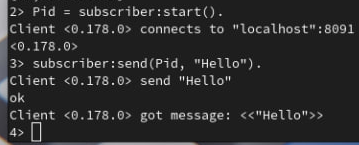 2> Pid = subscriber:start().
Client <0.178.0> connects to "localhost":8091
<0.178.0>
3> subscriber:send(Pid, "Hello").
Client <0.178.0> send "Hello"
ok
Client <0.178.0> got message: <<"Hello">>
4>